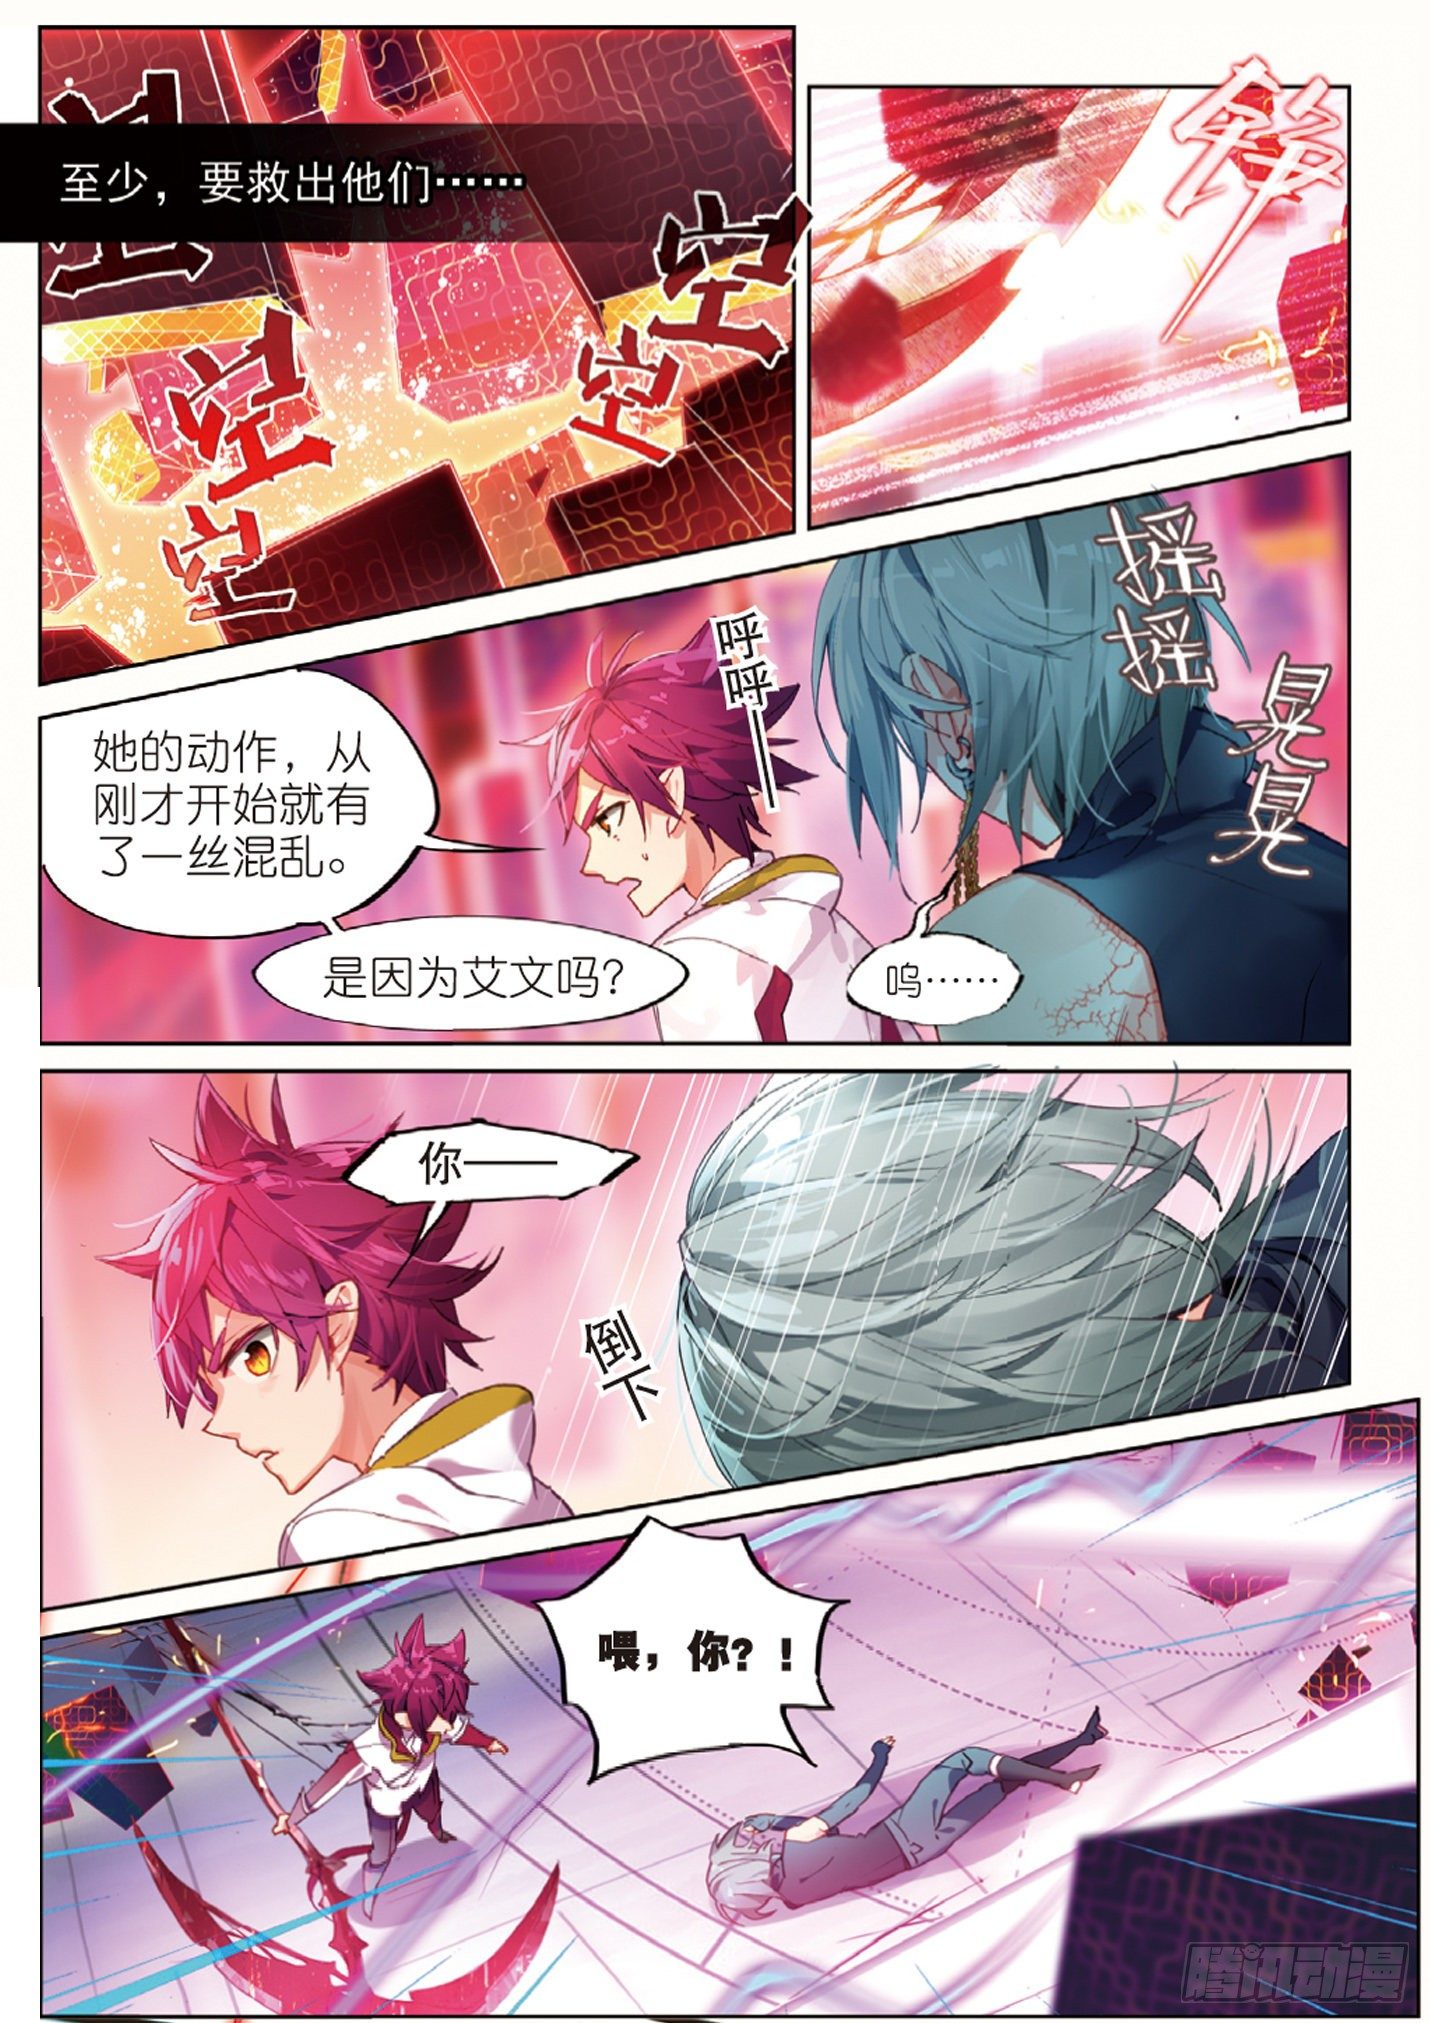 至少，要救出他们……
空
空
空
空
空
铮
摇
摇
晃
晃
呼
呼
——
她的动作，从
刚才开始就有
了一丝混乱。
是因为艾文吗？
呜……
你——
倒
下
喂，你？！
腾讯动漫